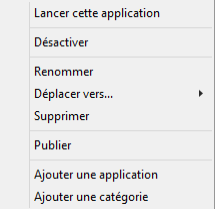 Lancer cette application
Désactiver
Renommer
Déplacer vers...
Supprimer
Publier
Ajouter une application
Ajouter une catégorie